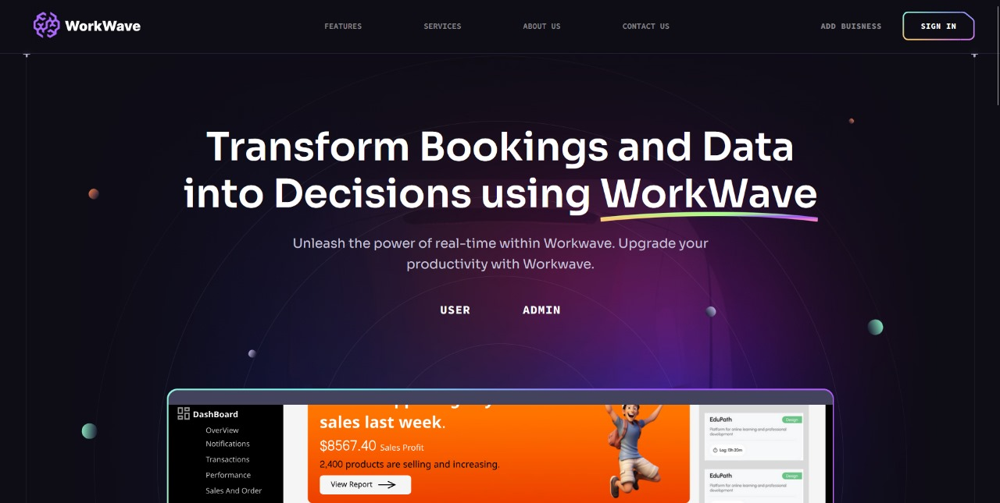 WorkWave
FEATURES
SERVICES
ABOUT US
CONTACT US
ADD BUISNESS
SIGN IN
Transform Bookings and Data
into Decisions using WorkWave
Unleash the power of real-time within Workwave. Upgrade your
productivity with Workwave.
USER
ADMIN
DashBoard
OverView
Notifications
Transactions
Performance
Sales And Order
sales last week.
$8567.40 Sales Profit
2,400 products are selling and increasing.
View Report
EduPath
Design
Platform for online learning and professional
development
Log: 13h 20m
EduPath
Design
Platform for online learning and professional
development